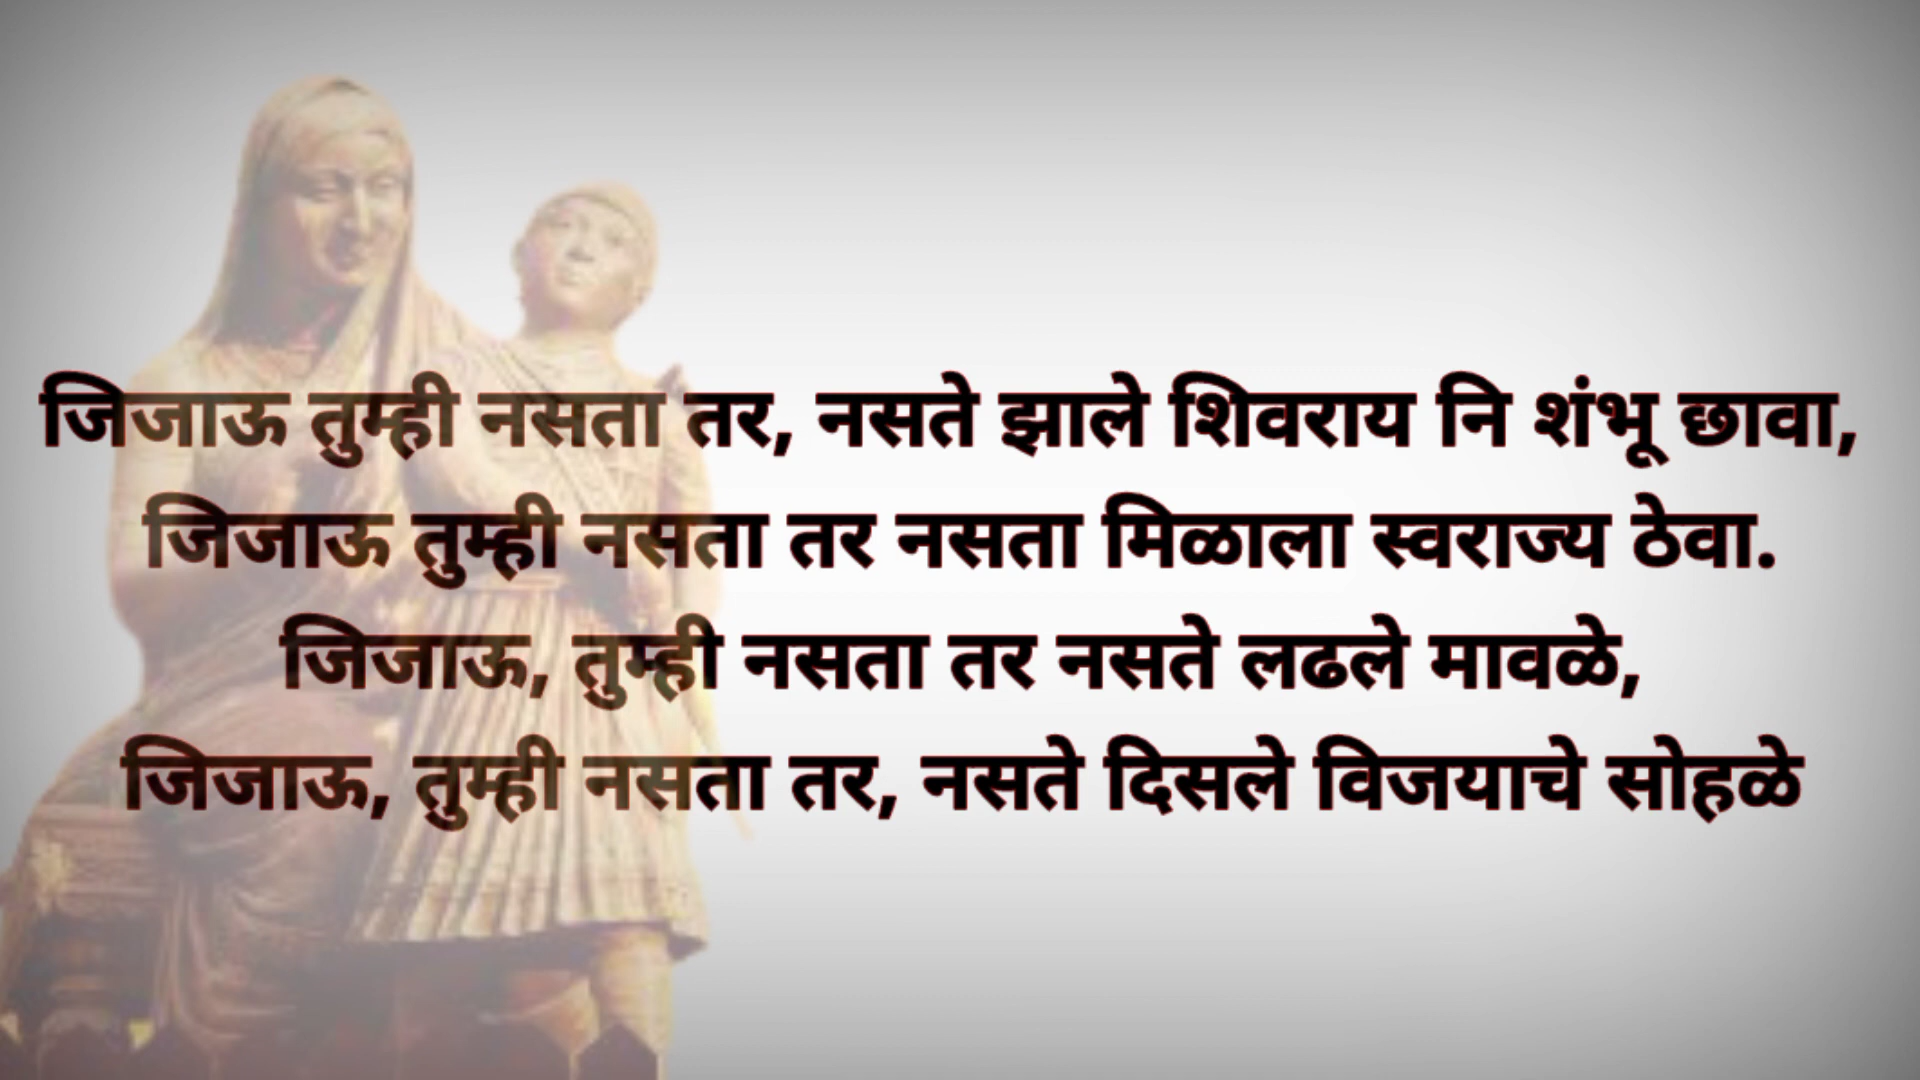 जिजाऊ तुम्ही नसता तर, नसते झाले शिवराय नि शंभू छावा,
जिजाऊ तुम्ही नसता तर नसता मिळाला स्वराज्य ठेवा.
जिजाऊ, तुम्ही नसता तर नसते लढले मावळे,
जिजाऊ, तुम्ही नसता तर, नसते दिसले विजयाचे सोहळे